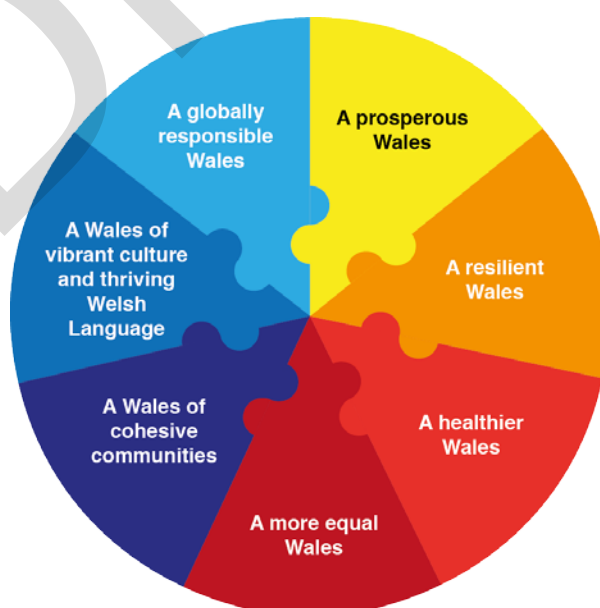 A prosperous
Wales
A resilient
Wales
A healthier
Wales
A more equal
Wales
A Wales of
cohesive
communities
A Wales of
vibrant culture
and thriving
Welsh
Language
A globally
responsible
Wales